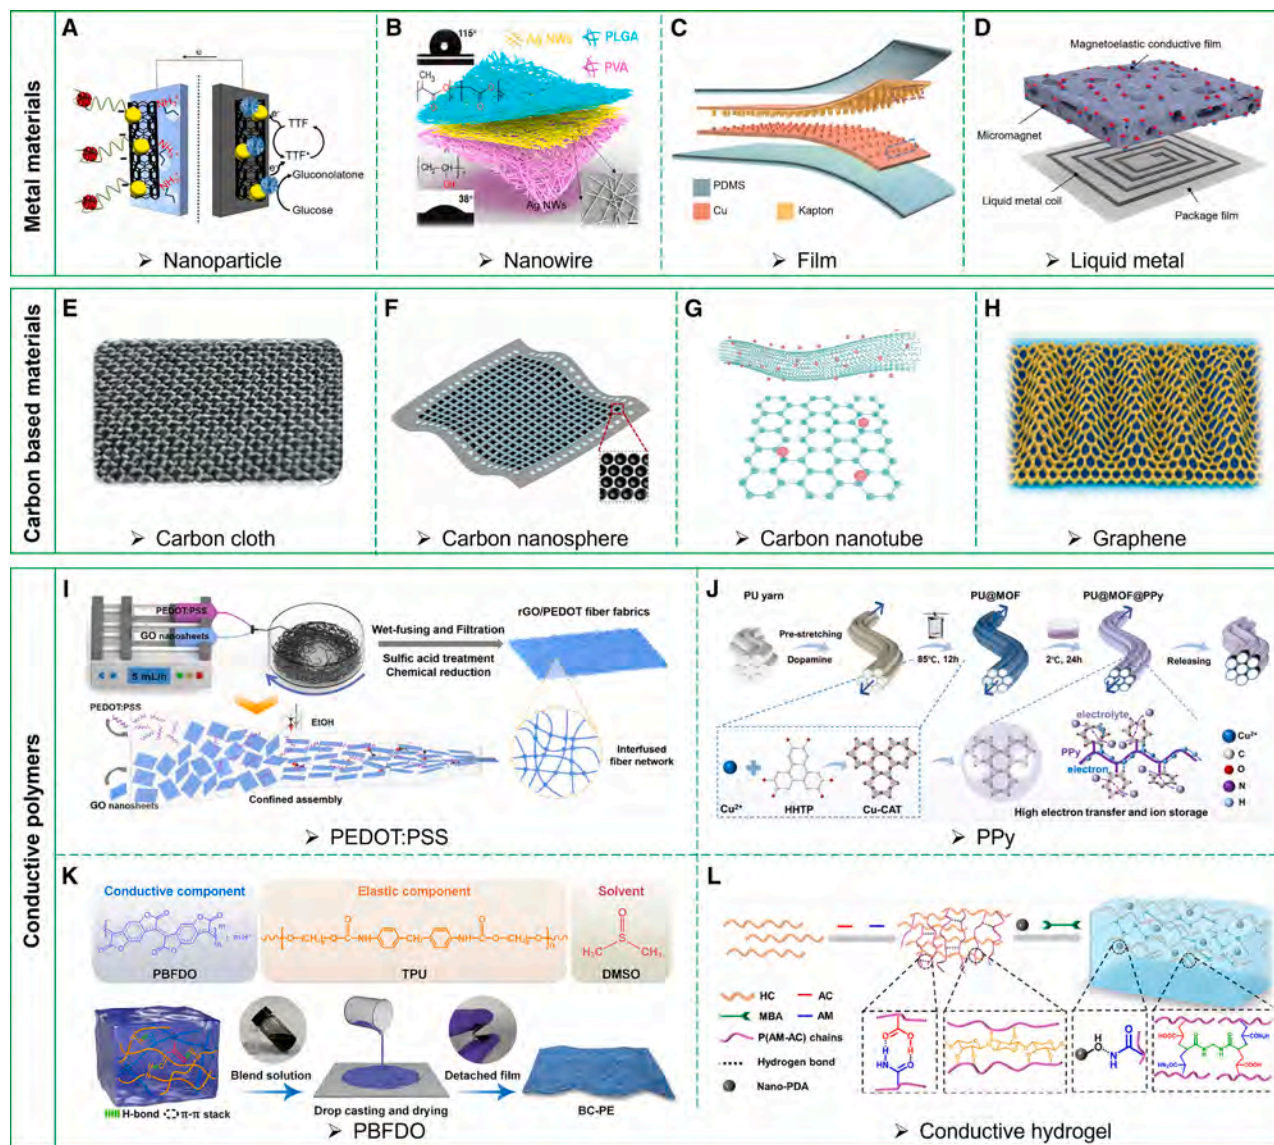 Metal materials
A
e
NH₂
TTF
TTF⁺
Gluconolatone
Glucose
➢ Nanoparticle
B
115°
Ag NWs
PLGA
PVA
CH₃
OH
38°
Ag NWs
➢ Nanowire
C
PDMS
Cu
Kapton
➢ Film
D
Magnetoelastic conductive film
Micromagnet
Liquid metal coil
Package film
➢ Liquid metal
Carbon based materials
E
➢ Carbon cloth
F
➢ Carbon nanosphere
G
➢ Carbon nanotube
H
➢ Graphene
Conductive polymers
I
PEDOT:PSS
GO nanosheets
5 mL/h
Wet-fusing and Filtration
Sulfic acid treatment
Chemical reduction
rGO/PEDOT fiber fabrics
PEDOT:PSS
EtOH
GO nanosheets
Confined assembly
Interfused
fiber network
➢ PEDOT:PSS
J
PU yarn
PU@MOF
PU@MOF@PPy
Pre-stretching
Dopamine
85℃, 12h
2℃, 24h
Releasing
Cu²⁺
HHTP
Cu-CAT
electrolyte
PPy
electron
Cu²⁺
C
O
N
H
High electron transfer and ion storage
➢ PPy
K
Conductive component
Elastic component
Solvent
PBFDO
TPU
DMSO
Blend solution
Drop casting and drying
Detached film
BC-PE
H-bond
π-π stack
➢ PBFDO
L
HC
AC
MBA
AM
P(AM-AC) chains
Hydrogen bond
Nano-PDA
➢ Conductive hydrogel